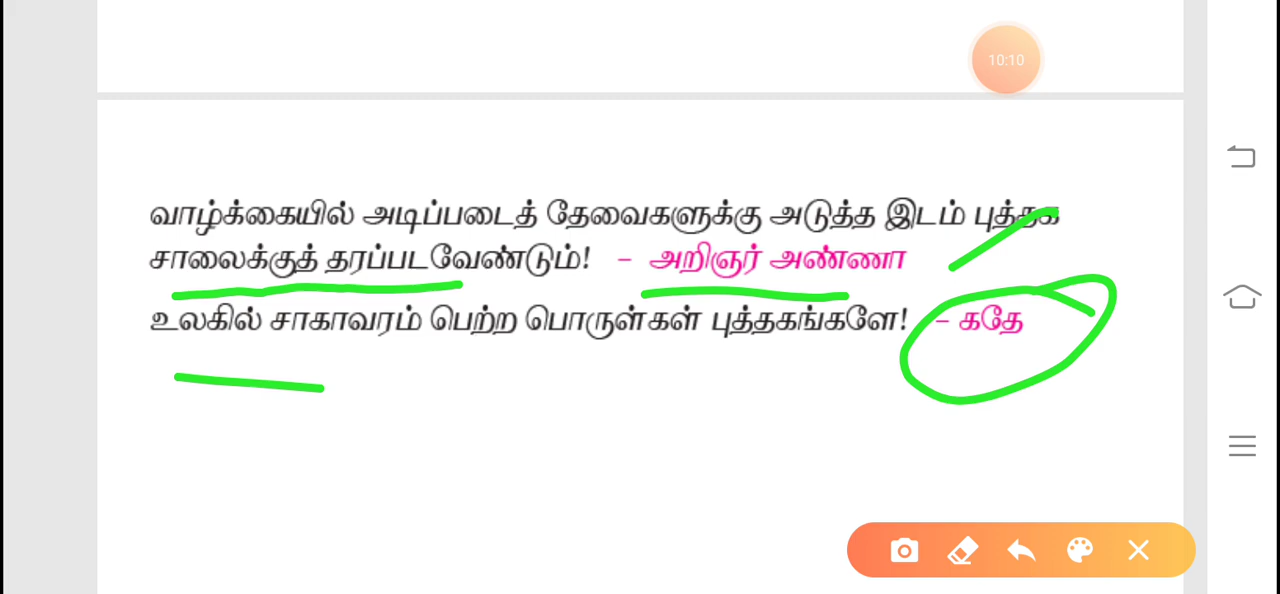 10:10
வாழ்க்கையில் அடிப்படைத் தேவைகளுக்கு அடுத்த இடம் புத்தக
சாலைக்குத் தரப்படவேண்டும்! – அறிஞர் அண்ணா
உலகில் சாகாவரம் பெற்ற பொருள்கள் புத்தகங்களே! – கதே